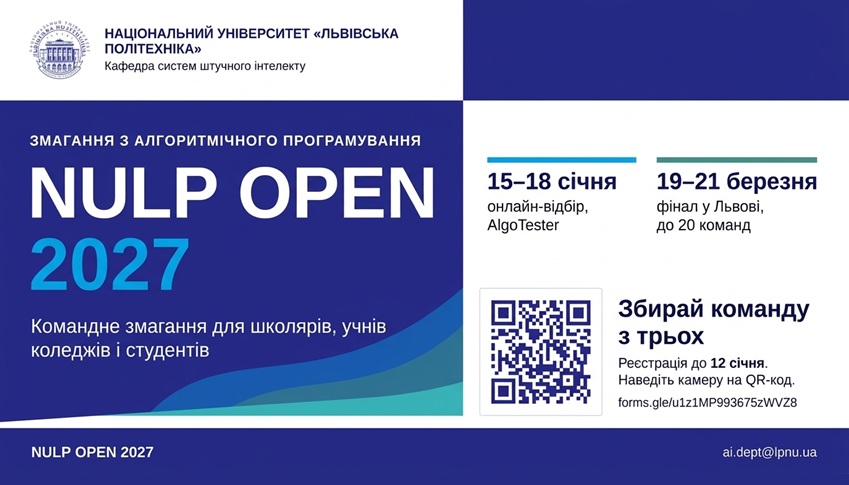 НАЦІОНАЛЬНИЙ УНІВЕРСИТЕТ «ЛЬВІВСЬКА
ПОЛІТЕХНІКА»
Кафедра систем штучного інтелекту
ЗМАГАННЯ З АЛГОРИТМІЧНОГО ПРОГРАМУВАННЯ
NULP OPEN
2027
Командне змагання для школярів, учнів
коледжів і студентів
15–18 січня
онлайн-відбір,
AlgoTester
19–21 березня
фінал у Львові,
до 20 команд
Збирай команду
з трьох
Реєстрація до 12 січня.
Наведіть камеру на QR-код.
forms.gle/u1z1MP993675zWVZ8
NULP OPEN 2027
ai.dept@lpnu.ua